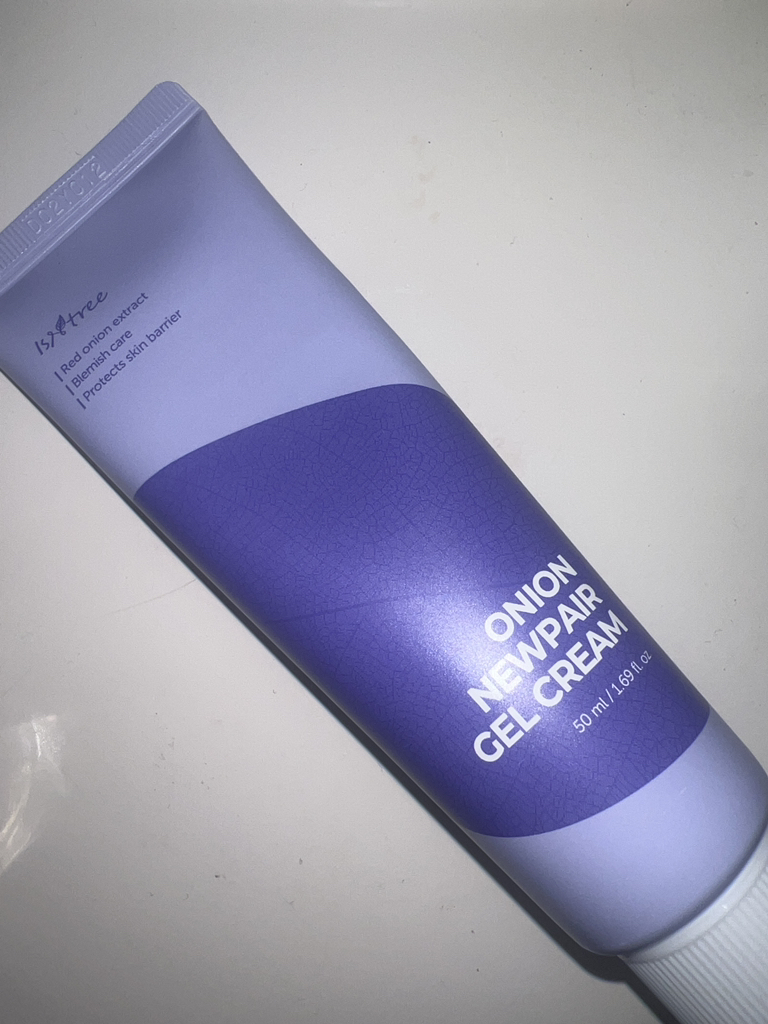 D02Y012
IsNtree
Red onion extract
Blemish care
Protects skin barrier
ONION
NEWPAIR
GEL CREAM
50 ml / 1.69 fl. oz